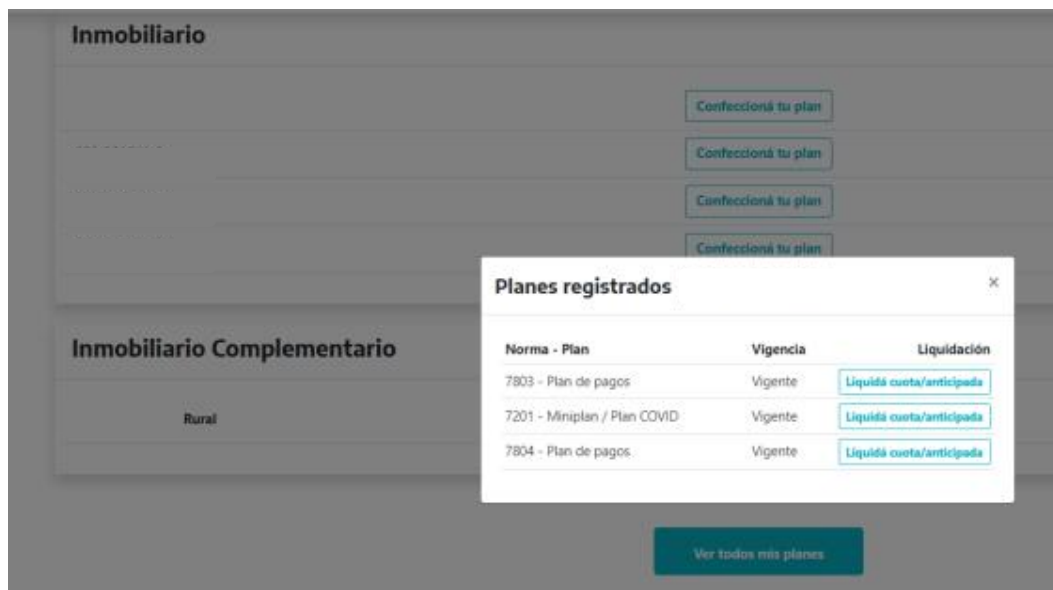 Inmobiliario
Confeccioná tu plan
Confeccioná tu plan
Confeccioná tu plan
Confeccioná tu plan
Planes registrados ×
Norma - Plan Vigencia Liquidación
7803 - Plan de pagos Vigente Liquidá cuota/anticipada
7201 - Miniplan / Plan COVID Vigente Liquidá cuota/anticipada
7804 - Plan de pagos Vigente Liquidá cuota/anticipada
Inmobiliario Complementario
Rural
Ver todos mis planes